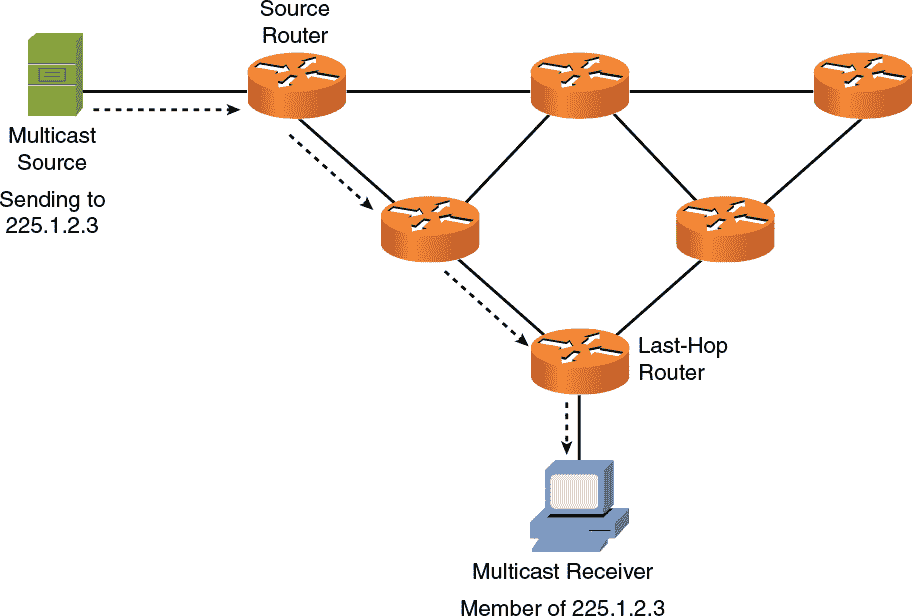 Source
Router
Multicast
Source
Sending to
225.1.2.3
Last-Hop
Router
Multicast Receiver
Member of 225.1.2.3